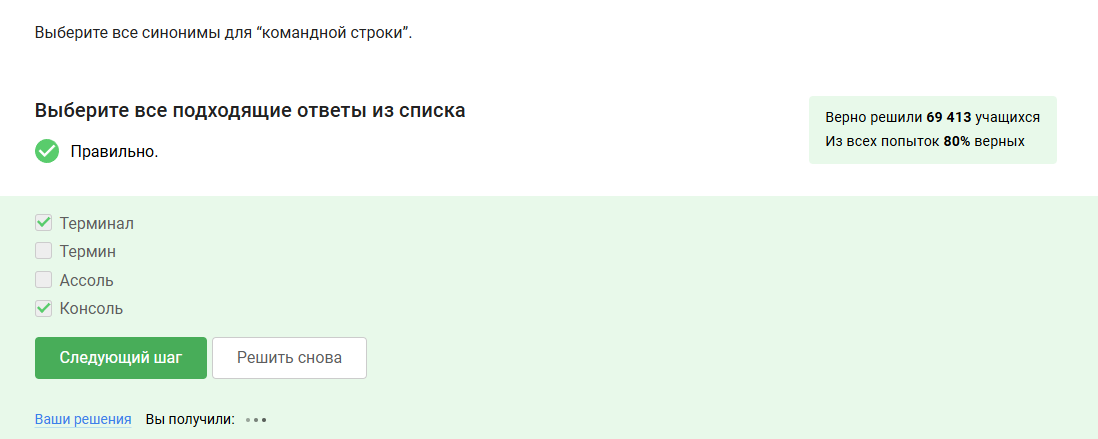 Выберите все синонимы для “командной строки”.
Выберите все подходящие ответы из списка
Правильно.
Верно решили 69 413 учащихся
Из всех попыток 80% верных
Терминал
Термин
Ассоль
Консоль
Следующий шаг
Решить снова
Ваши решения Вы получили: